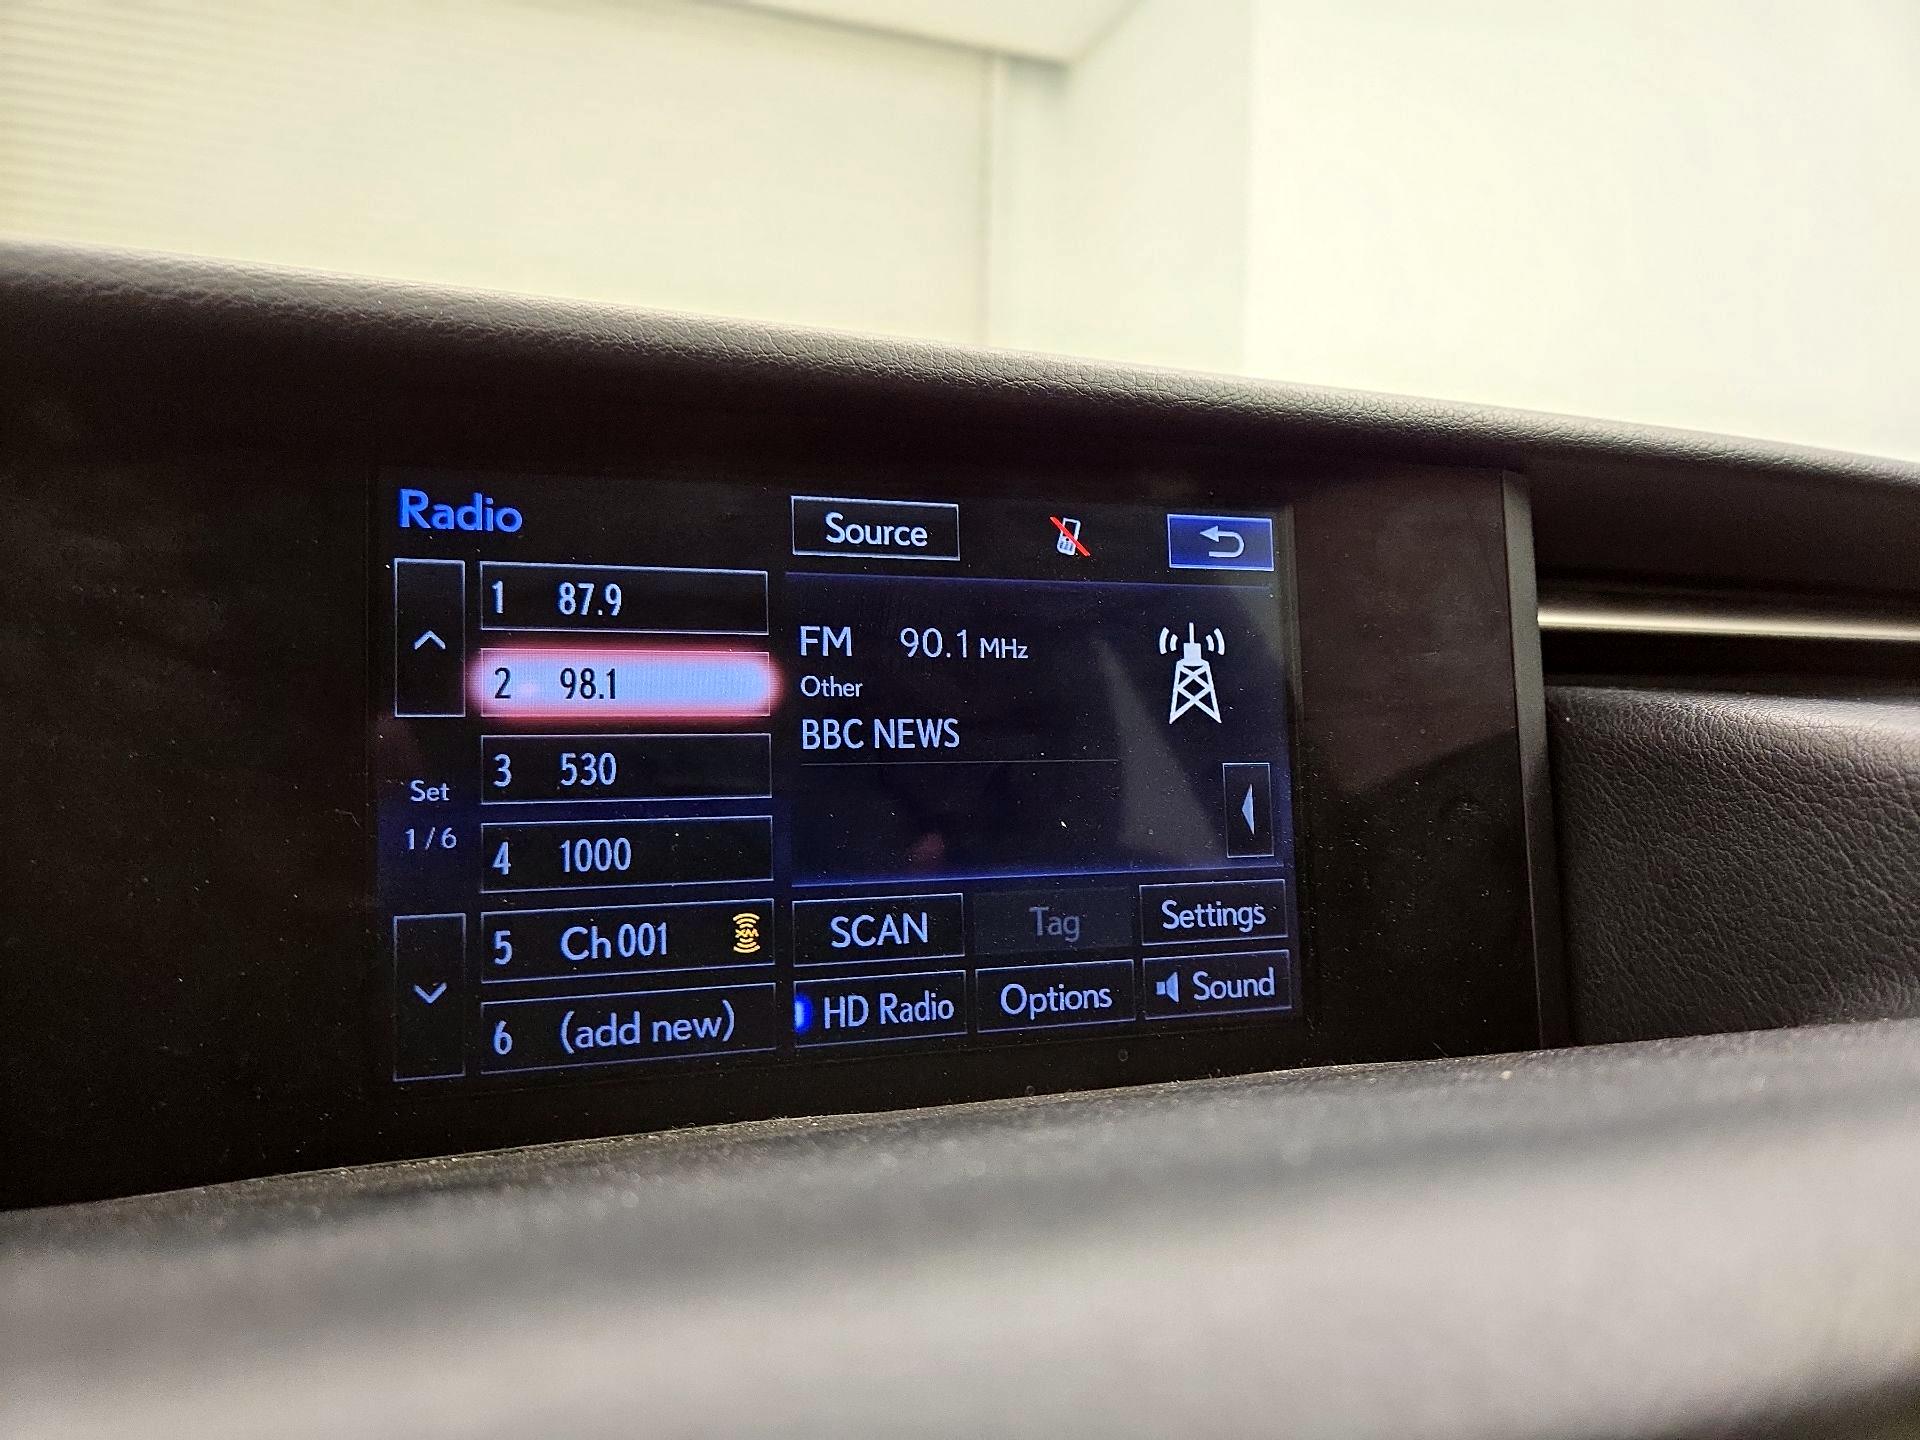 Radio
Source
1 87.9
2 98.1
3 530
4 1000
5 Ch 001 XM
6 (add new)
Set
1 / 6
FM 90.1 MHz
Other
BBC NEWS
SCAN Tag Settings
HD Radio Options Sound